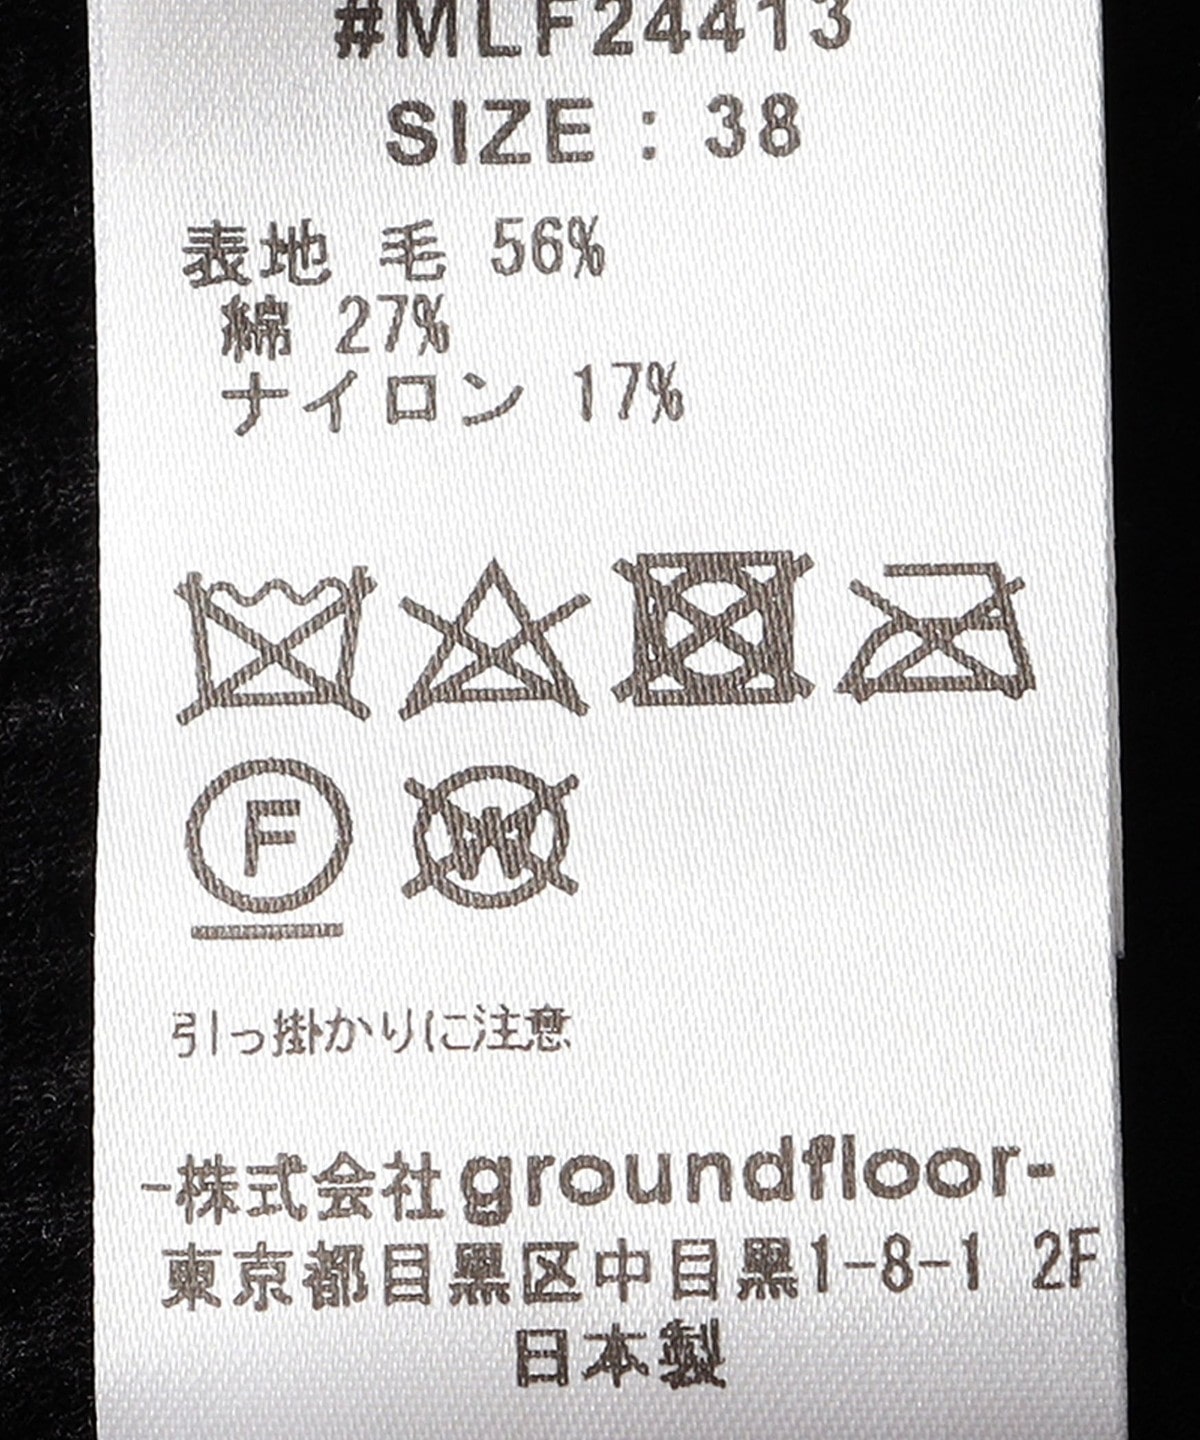 #MLF24413
SIZE : 38
表地 毛 56%
綿 27%
ナイロン 17%
F W
引っ掛かりに注意
-株式会社groundfloor-
東京都目黒区中目黒1-8-1 2F
日本製